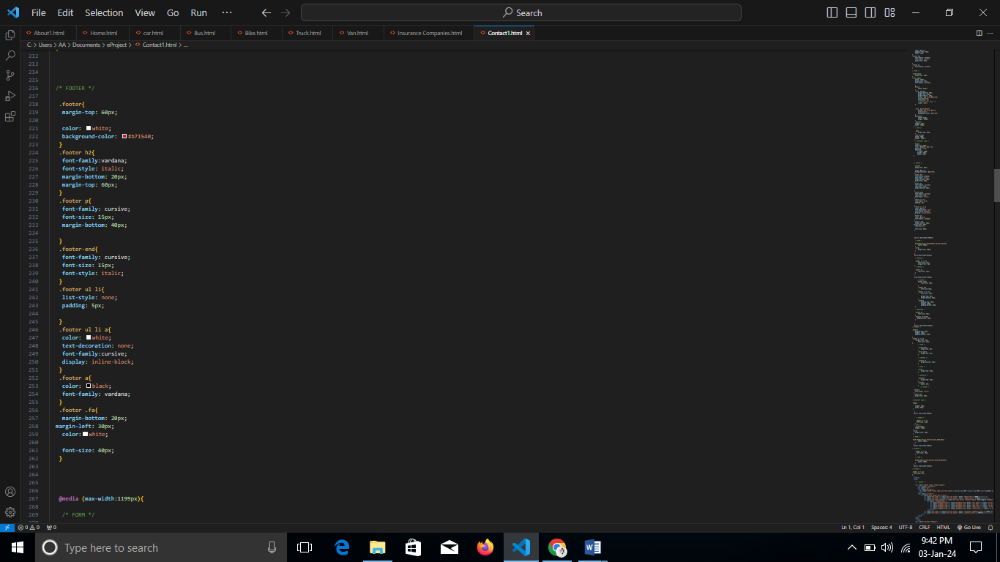 File Edit Selection View Go Run ··· Search
About1.html Home.html car.html Bus.html Bike.html Truck.html Van.html Insurance Companies.html Contact1.html
C: > Users > AA > Documents > eProject > Contact1.html > ...
212
213
214
215
216 /* FOOTER */
217
218 .footer{
219 margin-top: 60px;
220
221 color: white;
222 background-color: #b71540;
223 }
224 .footer h2{
225 font-family:vardana;
226 font-style: italic;
227 margin-bottom: 20px;
228 margin-top: 60px;
229 }
230 .footer p{
231 font-family: cursive;
232 font-size: 15px;
233 margin-bottom: 40px;
234
235 }
236 .footer-end{
237 font-family: cursive;
238 font-size: 15px;
239 font-style: italic;
240 }
241 .footer ul li{
242 list-style: none;
243 padding: 5px;
244
245 }
246 .footer ul li a{
247 color: white;
248 text-decoration: none;
249 font-family:cursive;
250 display: inline-block;
251 }
252 .footer a{
253 color: black;
254 font-family: vardana;
255 }
256 .footer .fa{
257 margin-bottom: 20px;
258 margin-left: 30px;
259 color:white;
260
261 font-size: 40px;
262 }
263
264
265
266
267 @media (max-width:1199px){
268
269 /* FORM */
0 0 0 Ln 1, Col 1 Spaces: 4 UTF-8 CRLF HTML Go Live
Type here to search 9:42 PM
03-Jan-24